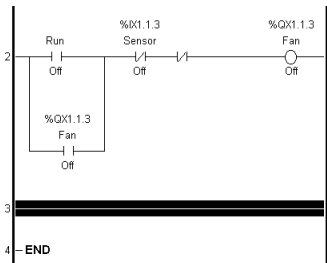 %IX1.1.3 %QX1.1.3
Run Sensor Fan
2
Off Off Off
%QX1.1.3
Fan
Off
3
4 END